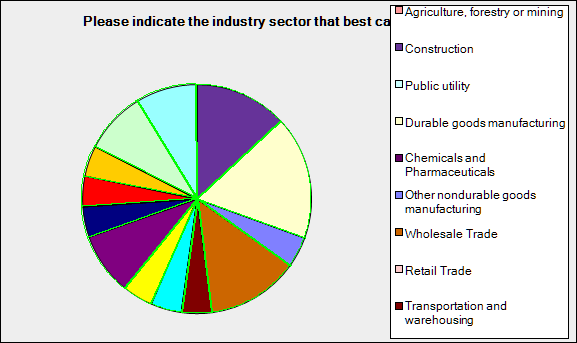 Please indicate the industry sector that best ca
Agriculture, forestry or mining
Construction
Public utility
Durable goods manufacturing
Chemicals and
Pharmaceuticals
Other nondurable goods
manufacturing
Wholesale Trade
Retail Trade
Transportation and
warehousing